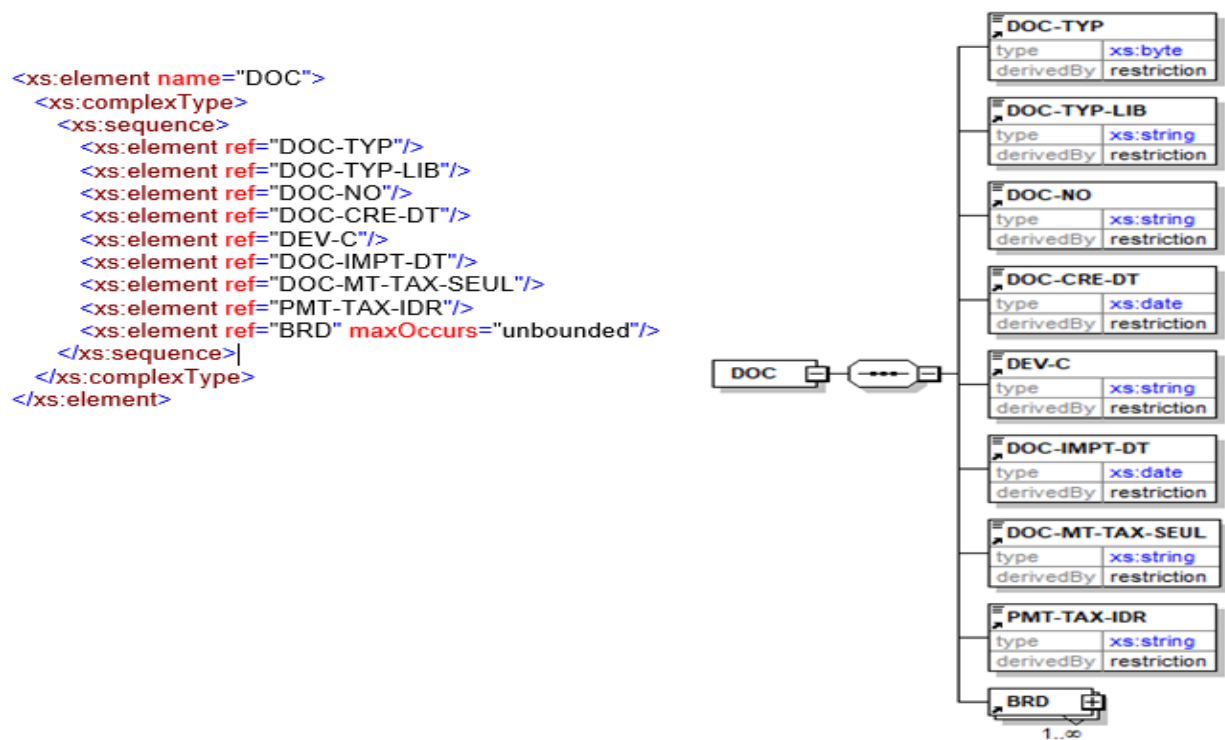 <xs:element name="DOC">
<xs:complexType>
<xs:sequence>
<xs:element ref="DOC-TYP"/>
<xs:element ref="DOC-TYP-LIB"/>
<xs:element ref="DOC-NO"/>
<xs:element ref="DOC-CRE-DT"/>
<xs:element ref="DEV-C"/>
<xs:element ref="DOC-IMPT-DT"/>
<xs:element ref="DOC-MT-TAX-SEUL"/>
<xs:element ref="PMT-TAX-IDR"/>
<xs:element ref="BRD" maxOccurs="unbounded"/>
</xs:sequence>
</xs:complexType>
</xs:element>
DOC
DOC-TYP
type xs:byte
derivedBy restriction
DOC-TYP-LIB
type xs:string
derivedBy restriction
DOC-NO
type xs:string
derivedBy restriction
DOC-CRE-DT
type xs:date
derivedBy restriction
DEV-C
type xs:string
derivedBy restriction
DOC-IMPT-DT
type xs:date
derivedBy restriction
DOC-MT-TAX-SEUL
type xs:string
derivedBy restriction
PMT-TAX-IDR
type xs:string
derivedBy restriction
BRD
1..∞